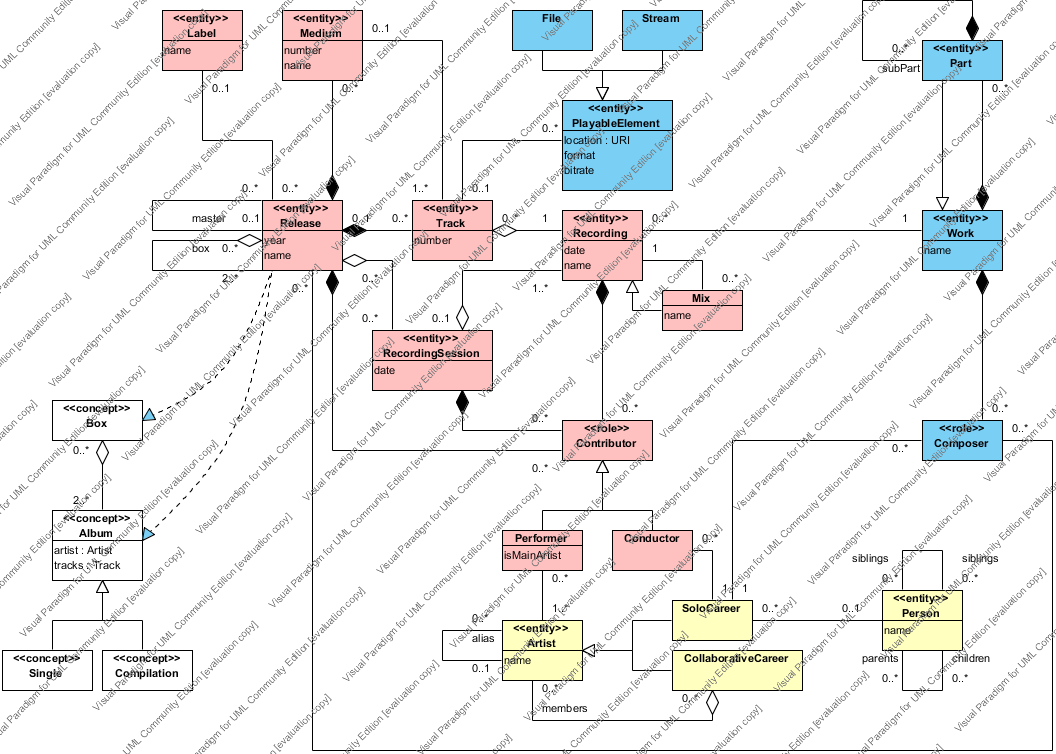 <<entity>>
Label
name
<<entity>>
Medium
number
name
0..1
File
Stream
<<entity>>
Part
0..*
subPart
0..1
0..*
0..*
<<entity>>
PlayableElement
location : URI
format
bitrate
0..*
0..*
0..*
1..*
0..1
master
0..1
box
0..*
2..*
<<entity>>
Release
year
name
0..1
0..*
<<entity>>
Track
number
0..*
1
<<entity>>
Recording
date
name
0..*
1
1
<<entity>>
Work
name
0..*
0..*
1..*
0..*
Mix
name
0..*
0..1
<<entity>>
RecordingSession
date
<<concept>>
Box
0..*
2..*
<<concept>>
Album
artist : Artist
tracks : Track
<<concept>>
Single
<<concept>>
Compilation
0..*
0..*
<<role>>
Contributor
0..*
0..*
<<role>>
Composer
0..*
0..*
Performer
isMainArtist
Conductor
0..*
0..*
1..*
alias
0..1
<<entity>>
Artist
name
0..*
members
1
1
SoloCareer
0..*
0..1
CollaborativeCareer
siblings
siblings
0..*
0..*
<<entity>>
Person
name
parents
children
0..*
0..*
Visual Paradigm for UML Community Edition [evaluation copy]